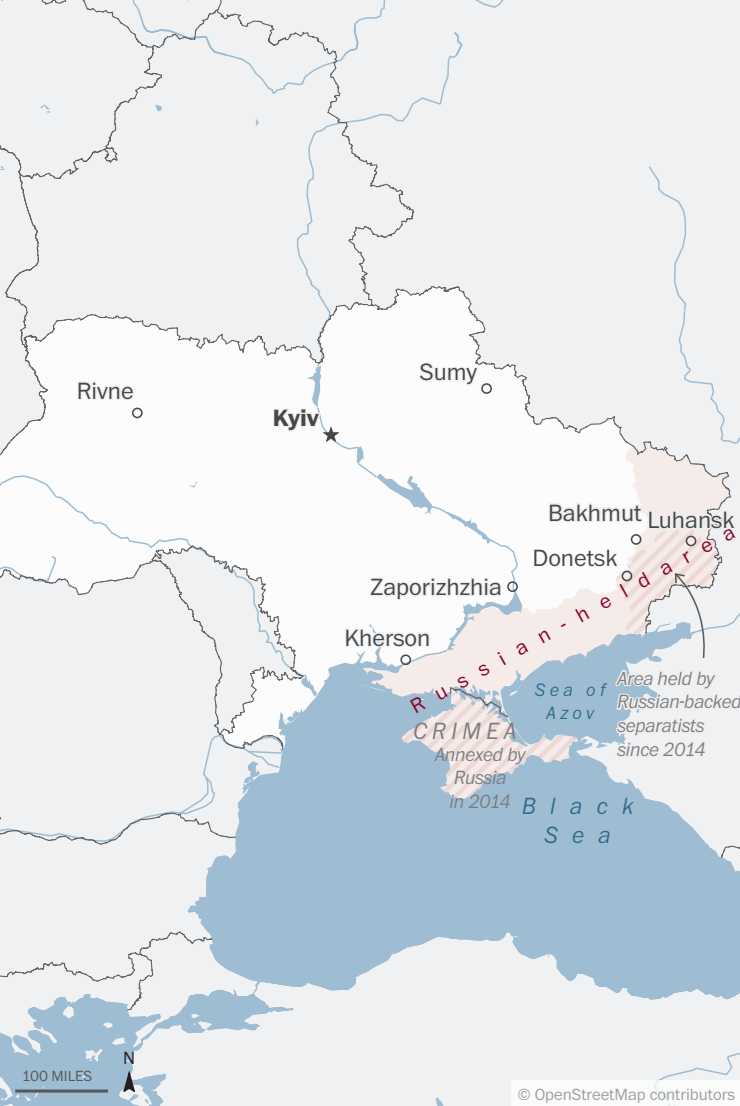 Sumy
Rivne
Kyiv
Bakhmut
Luhansk
Donetsk
Zaporizhzhia
Kherson
Russian-held area
Sea of
Azov
Area held by
Russian-backed
separatists
since 2014
CRIMEA
Annexed by
Russia
in 2014
Black
Sea
N
100 MILES
© OpenStreetMap contributors